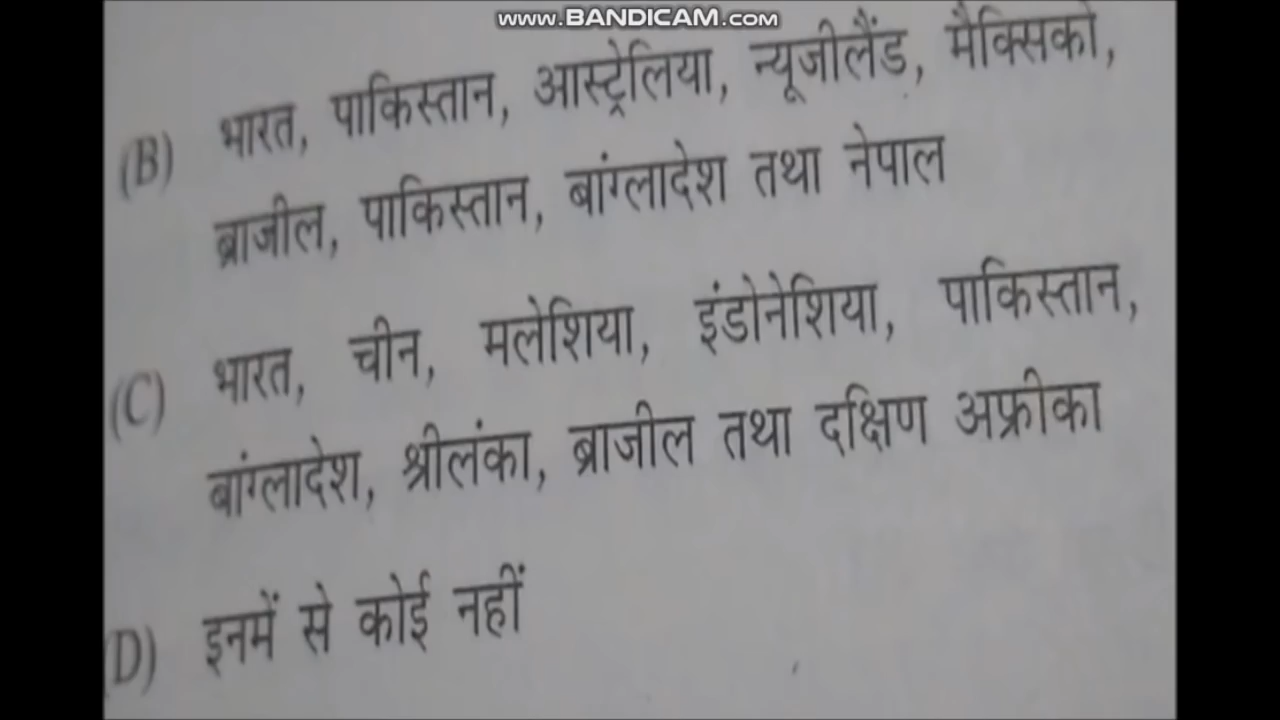 www.BANDICAM.com
(B) भारत, पाकिस्तान, आस्ट्रेलिया, न्यूजीलैंड, मैक्सिको,
ब्राजील, पाकिस्तान, बांग्लादेश तथा नेपाल
(C) भारत, चीन, मलेशिया, इंडोनेशिया, पाकिस्तान,
बांग्लादेश, श्रीलंका, ब्राजील तथा दक्षिण अफ्रीका
D) इनमें से कोई नहीं